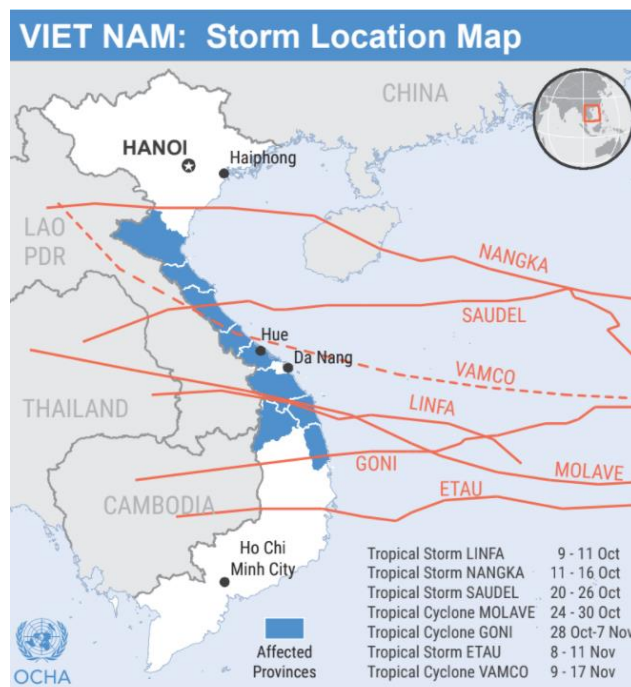 VIET NAM: Storm Location Map
CHINA
HANOI
Haiphong
LAO
PDR
NANGKA
SAUDEL
Hue
Da Nang
VAMCO
THAILAND
LINFA
GONI
MOLAVE
ETAU
CAMBODIA
Ho Chi
Minh City
Tropical Storm LINFA 9 - 11 Oct
Tropical Storm NANGKA 11 - 16 Oct
Tropical Storm SAUDEL 20 - 26 Oct
Tropical Cyclone MOLAVE 24 - 30 Oct
Tropical Cyclone GONI 28 Oct-7 Nov
Tropical Storm ETAU 8 - 11 Nov
Tropical Cyclone VAMCO 9 - 17 Nov
Affected
Provinces
OCHA